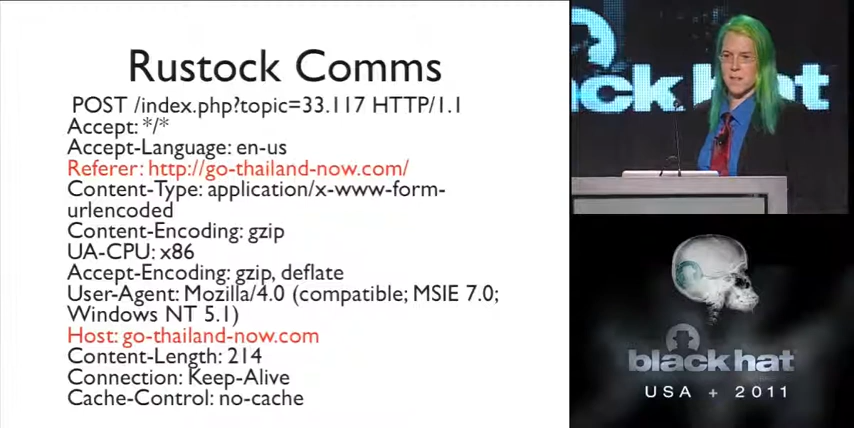 Rustock Comms
POST /index.php?topic=33.117 HTTP/1.1
Accept: */*
Accept-Language: en-us
Referer: http://go-thailand-now.com/
Content-Type: application/x-www-form-
urlencoded
Content-Encoding: gzip
UA-CPU: x86
Accept-Encoding: gzip, deflate
User-Agent: Mozilla/4.0 (compatible; MSIE 7.0;
Windows NT 5.1)
Host: go-thailand-now.com
Content-Length: 214
Connection: Keep-Alive
Cache-Control: no-cache
black hat
black hat
USA + 2011